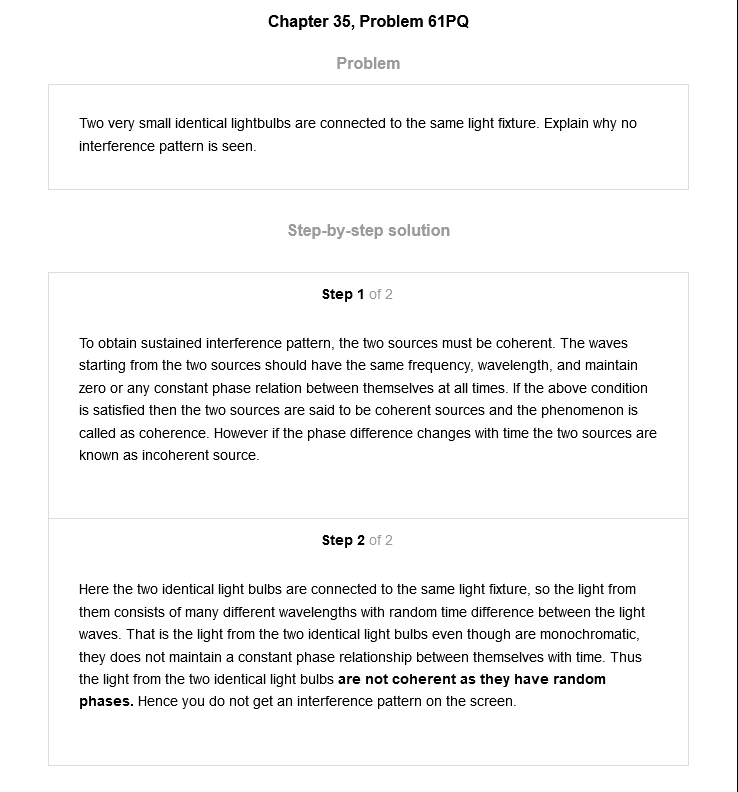 Chapter 35, Problem 61PQ
Problem
Two very small identical lightbulbs are connected to the same light fixture. Explain why no
interference pattern is seen.
Step-by-step solution
Step 1 of 2
To obtain sustained interference pattern, the two sources must be coherent. The waves
starting from the two sources should have the same frequency, wavelength, and maintain
zero or any constant phase relation between themselves at all times. If the above condition
is satisfied then the two sources are said to be coherent sources and the phenomenon is
called as coherence. However if the phase difference changes with time the two sources are
known as incoherent source.
Step 2 of 2
Here the two identical light bulbs are connected to the same light fixture, so the light from
them consists of many different wavelengths with random time difference between the light
waves. That is the light from the two identical light bulbs even though are monochromatic,
they does not maintain a constant phase relationship between themselves with time. Thus
the light from the two identical light bulbs are not coherent as they have random
phases. Hence you do not get an interference pattern on the screen.